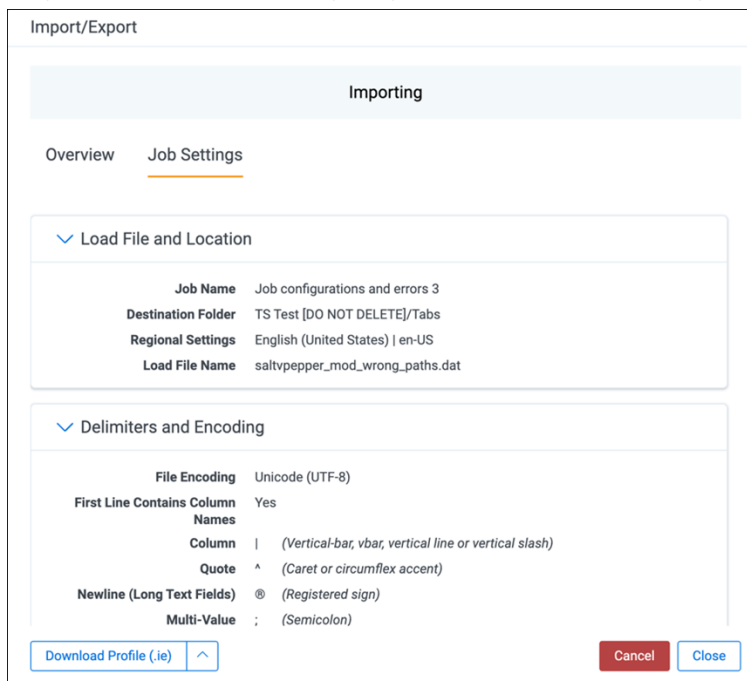 Import/Export
Importing
Overview Job Settings
Load File and Location
Job Name Job configurations and errors 3
Destination Folder TS Test [DO NOT DELETE]/Tabs
Regional Settings English (United States) | en-US
Load File Name saltvpepper_mod_wrong_paths.dat
Delimiters and Encoding
File Encoding Unicode (UTF-8)
First Line Contains Column Yes
Names
Column | (Vertical-bar, vbar, vertical line or vertical slash)
Quote ^ (Caret or circumflex accent)
Newline (Long Text Fields) ® (Registered sign)
Multi-Value ; (Semicolon)
Download Profile (.ie) Cancel Close